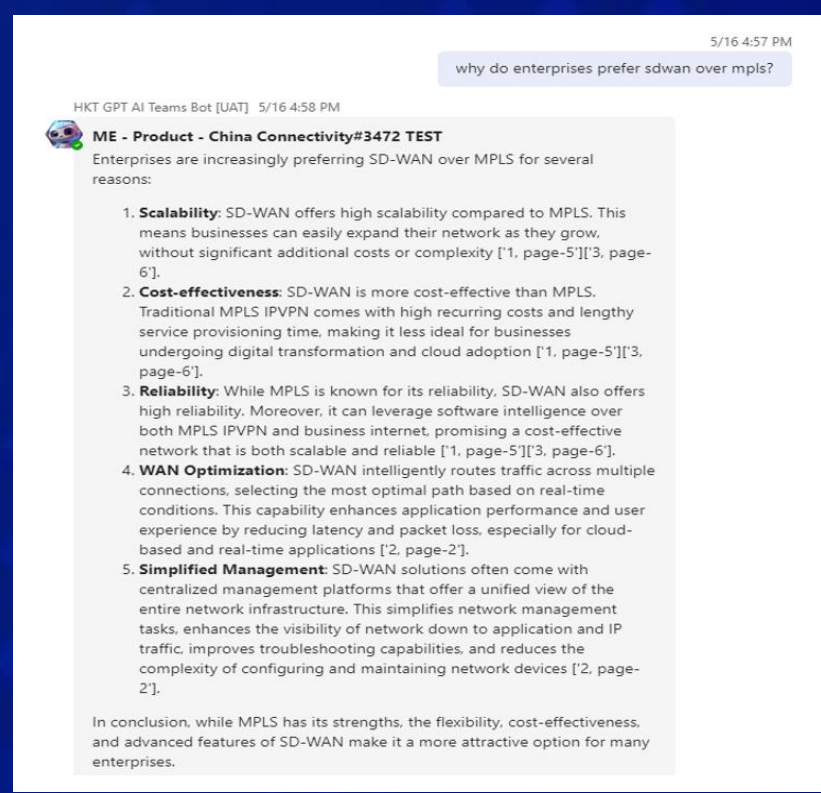 5/16 4:57 PM
why do enterprises prefer sdwan over mpls?
HKT GPT AI Teams Bot [UAT] 5/16 4:58 PM
ME - Product - China Connectivity#3472 TEST
Enterprises are increasingly preferring SD-WAN over MPLS for several
reasons:
1. Scalability: SD-WAN offers high scalability compared to MPLS. This
means businesses can easily expand their network as they grow,
without significant additional costs or complexity ['1, page-5']['3, page-
6'].
2. Cost-effectiveness: SD-WAN is more cost-effective than MPLS.
Traditional MPLS IPVPN comes with high recurring costs and lengthy
service provisioning time, making it less ideal for businesses
undergoing digital transformation and cloud adoption ['1, page-5']['3,
page-6'].
3. Reliability: While MPLS is known for its reliability, SD-WAN also offers
high reliability. Moreover, it can leverage software intelligence over
both MPLS IPVPN and business internet, promising a cost-effective
network that is both scalable and reliable ['1, page-5']['3, page-6'].
4. WAN Optimization: SD-WAN intelligently routes traffic across multiple
connections, selecting the most optimal path based on real-time
conditions. This capability enhances application performance and user
experience by reducing latency and packet loss, especially for cloud-
based and real-time applications ['2, page-2'].
5. Simplified Management: SD-WAN solutions often come with
centralized management platforms that offer a unified view of the
entire network infrastructure. This simplifies network management
tasks, enhances the visibility of network down to application and IP
traffic, improves troubleshooting capabilities, and reduces the
complexity of configuring and maintaining network devices ['2, page-
2'].
In conclusion, while MPLS has its strengths, the flexibility, cost-effectiveness,
and advanced features of SD-WAN make it a more attractive option for many
enterprises.